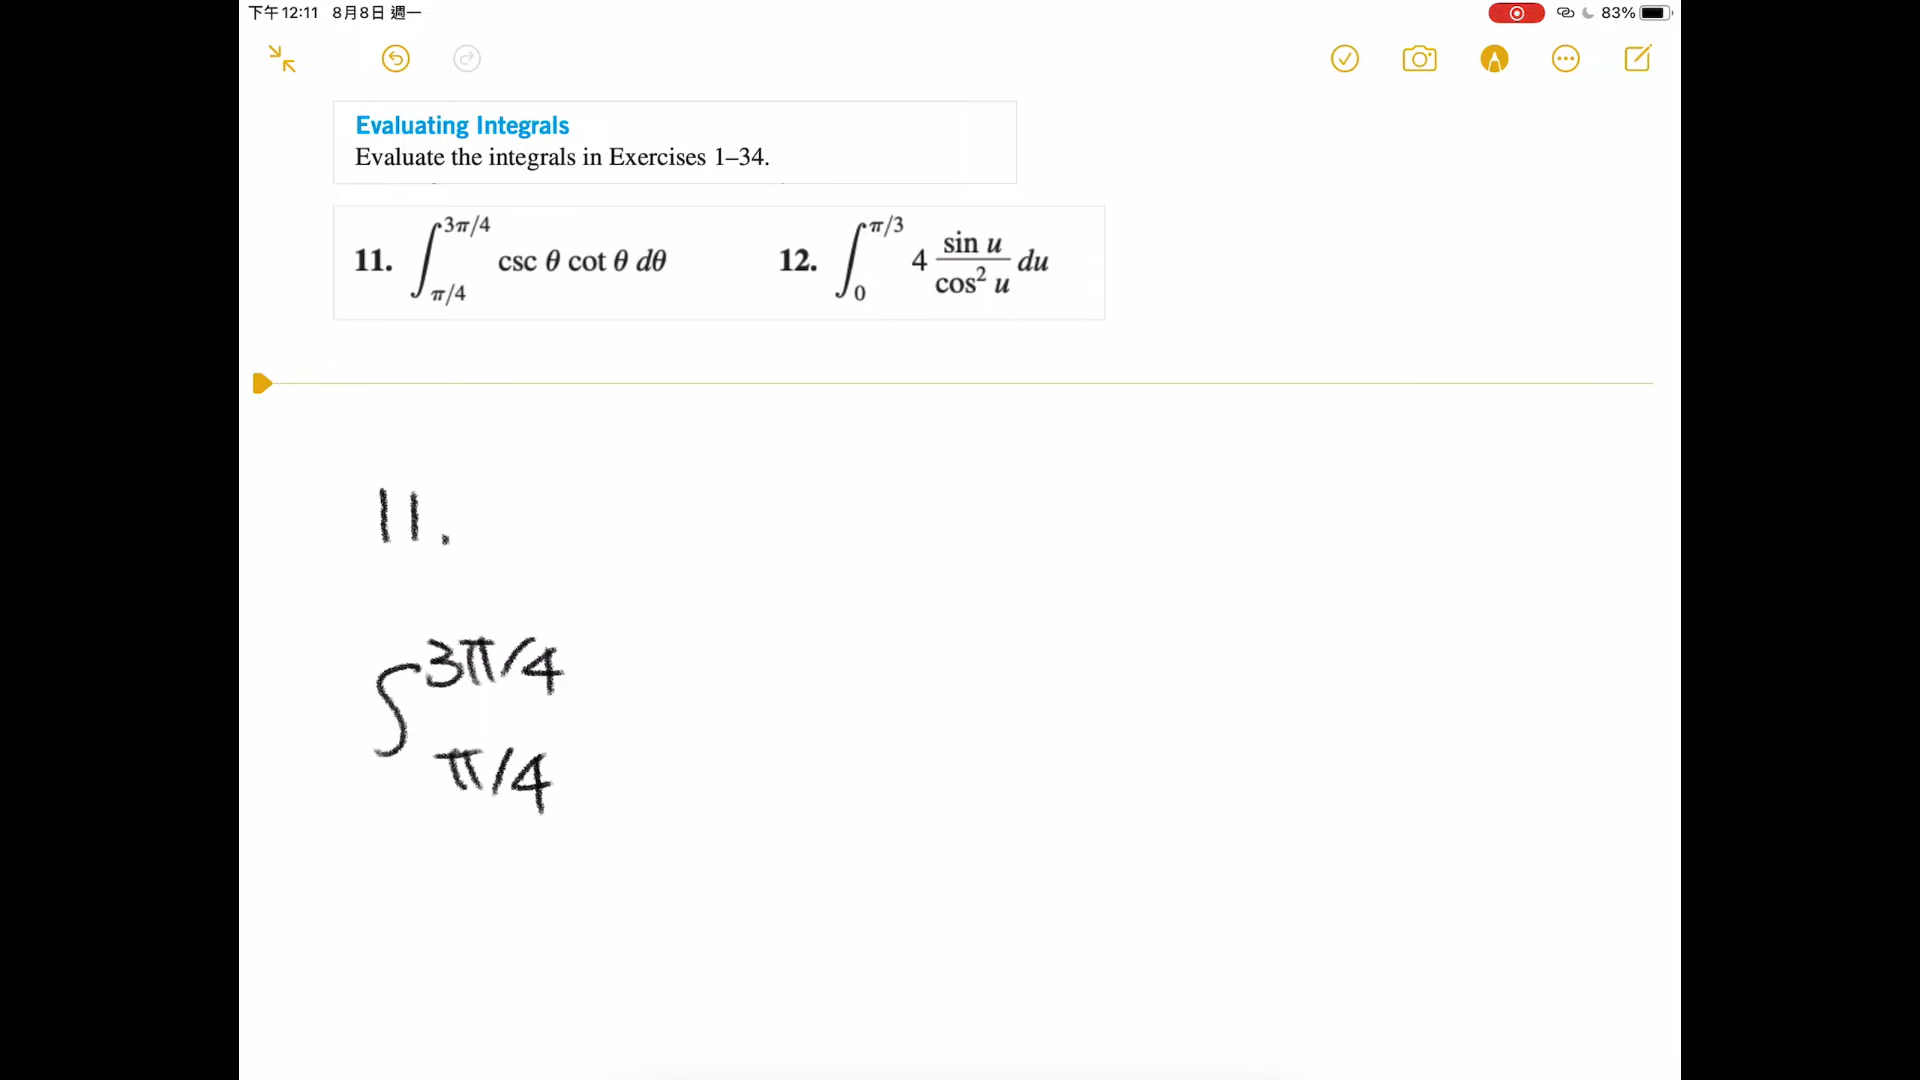 下午12:11 8月8日 週一 83%
Evaluating Integrals
Evaluate the integrals in Exercises 1–34.
11. ∫_{π/4}^{3π/4} csc θ cot θ dθ 12. ∫_0^{π/3} 4 \frac{sin u}{cos² u} du
11.
∫_{π/4}^{3π/4}